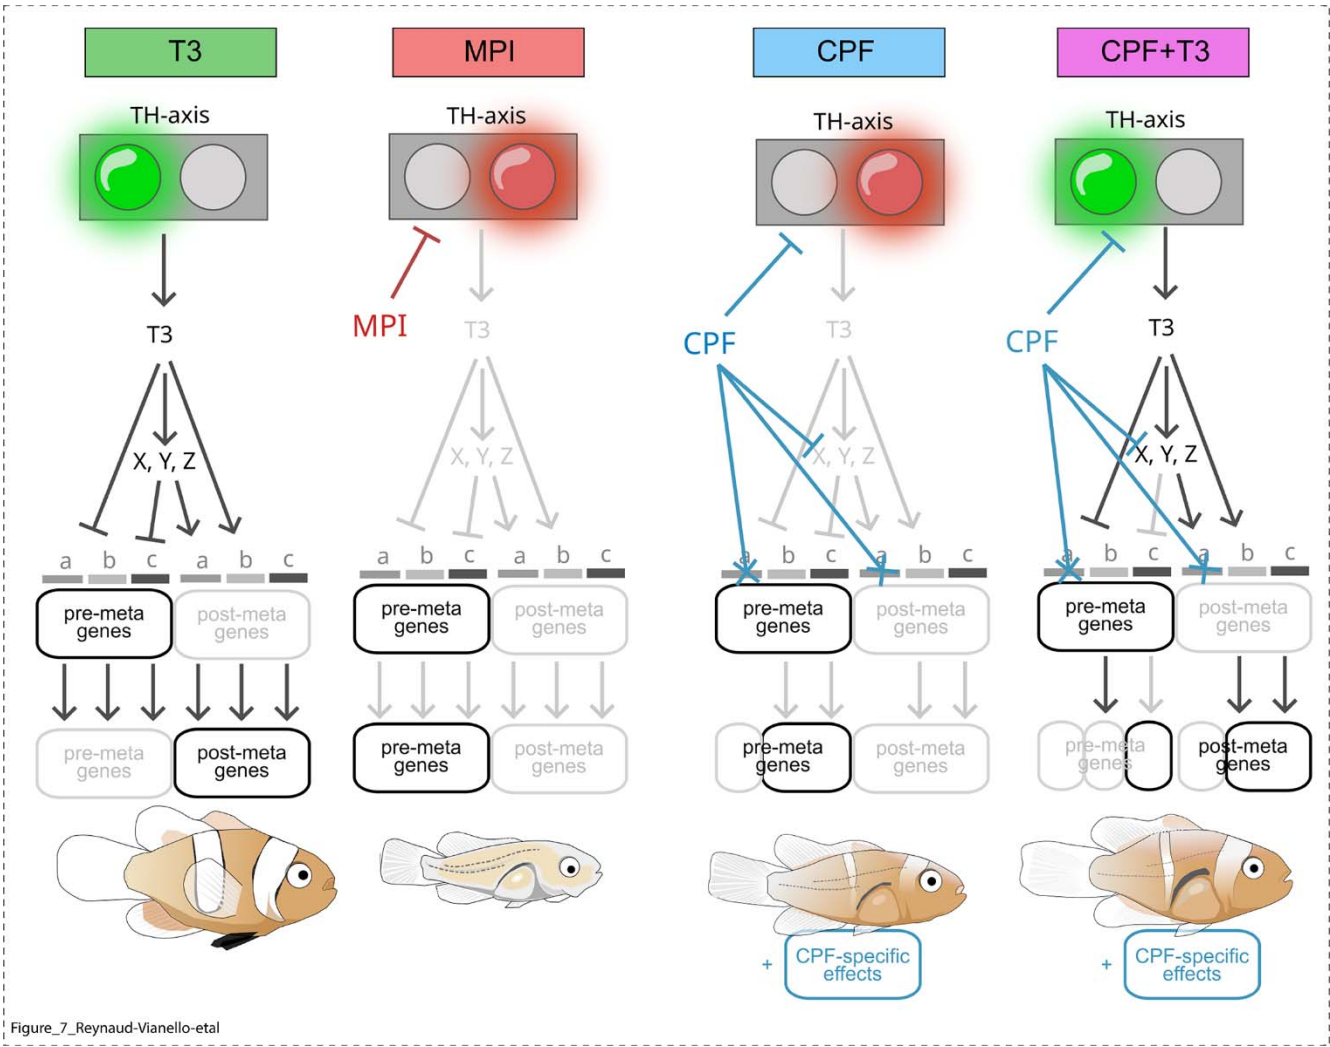 T3 MPI CPF CPF+T3
TH-axis TH-axis TH-axis TH-axis
MPI CPF CPF
T3 T3 T3 T3
X, Y, Z X, Y, Z X, Y, Z X, Y, Z
a b c a b c a b c a b c a b c a b c a b c a b c
pre-meta post-meta pre-meta post-meta pre-meta post-meta pre-meta post-meta
genes genes genes genes genes genes genes genes
pre-meta post-meta pre-meta post-meta pre-meta post-meta pre-meta post-meta
genes genes genes genes genes genes genes genes
+ CPF-specific + CPF-specific
effects effects
Figure_7_Reynaud-Vianello-etal